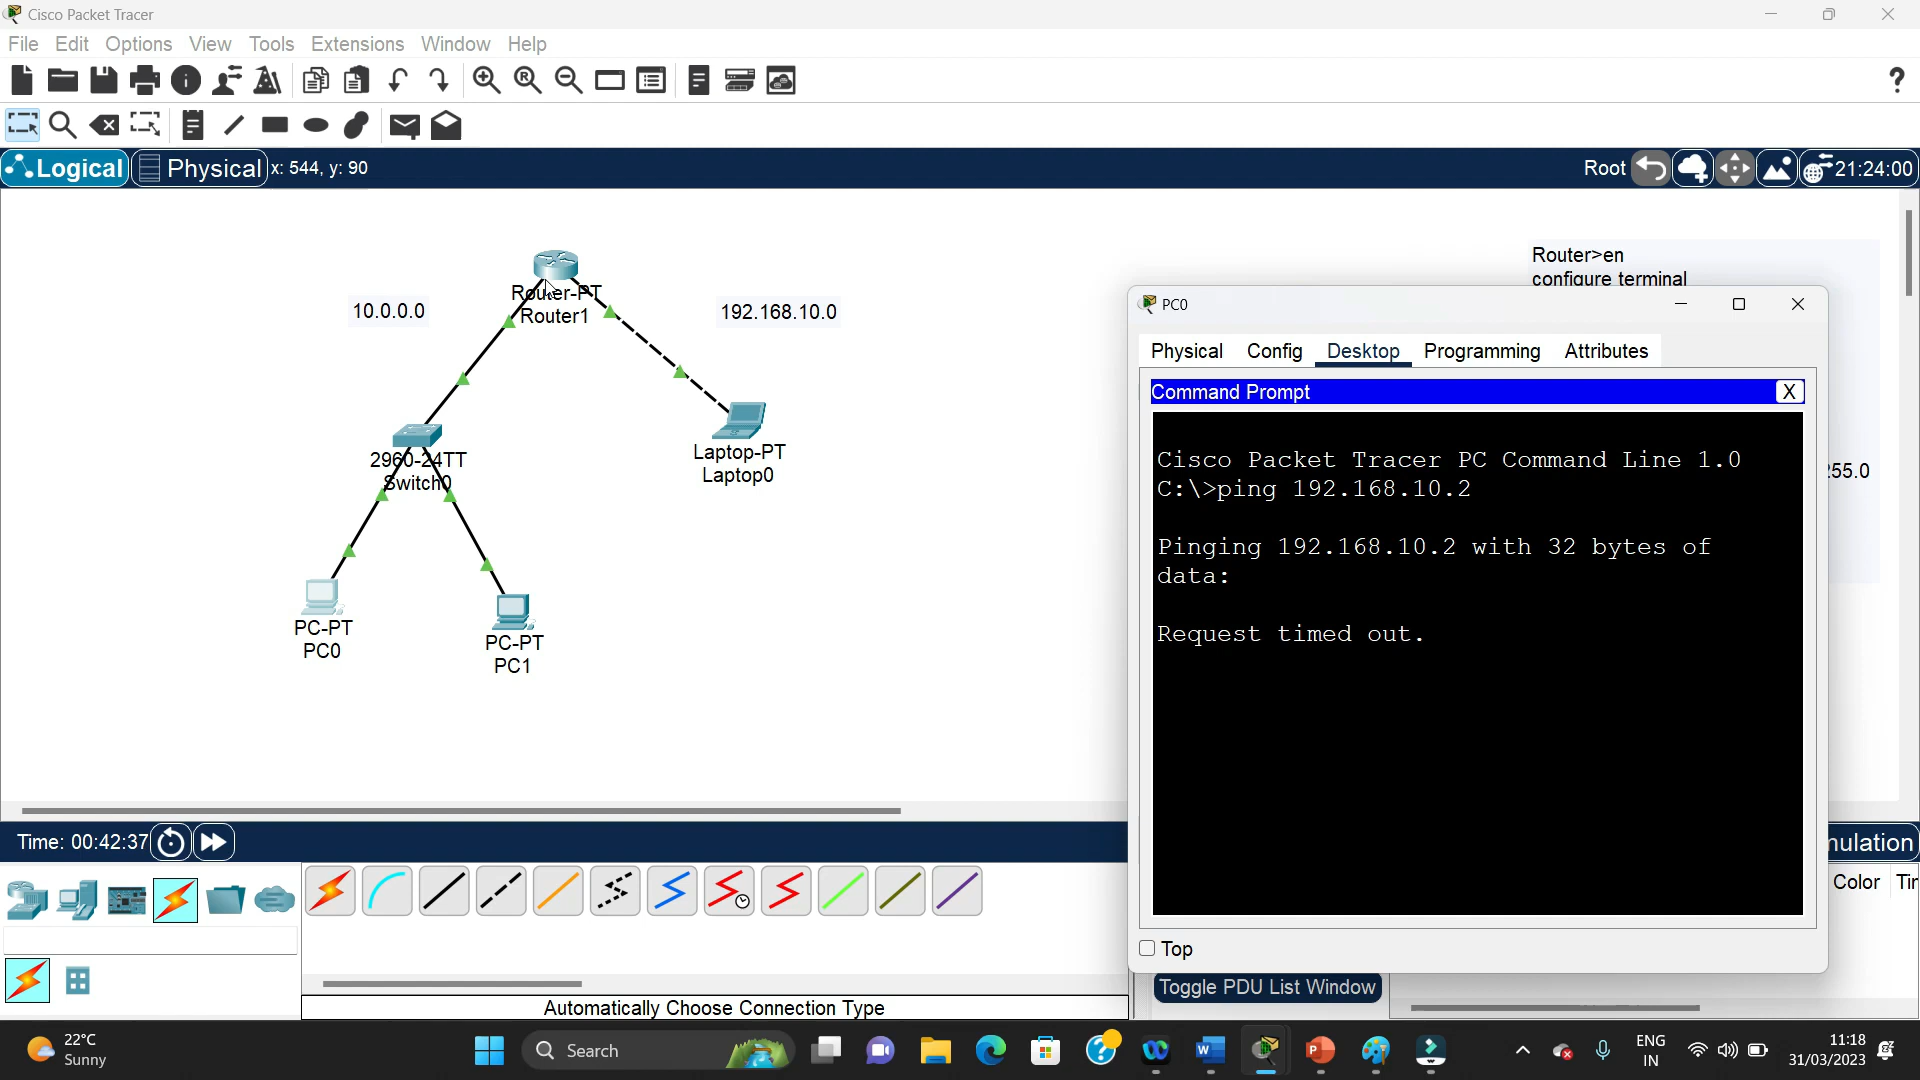 Cisco Packet Tracer
File Edit Options View Tools Extensions Window Help
Logical Physical x: 544, y: 90 Root 21:24:00
Router>en
configure terminal
10.0.0.0
Router-PT
Router1
192.168.10.0
255.0
2960-24TT
Switch0
Laptop-PT
Laptop0
PC-PT
PC0
PC-PT
PC1
PC0
Physical Config Desktop Programming Attributes
Command Prompt X
Cisco Packet Tracer PC Command Line 1.0
C:\>ping 192.168.10.2
Pinging 192.168.10.2 with 32 bytes of
data:
Request timed out.
Top
Time: 00:42:37
mulation
Color Tir
Toggle PDU List Window
Automatically Choose Connection Type
22°C
Sunny
Search
ENG
IN
11:18
31/03/2023